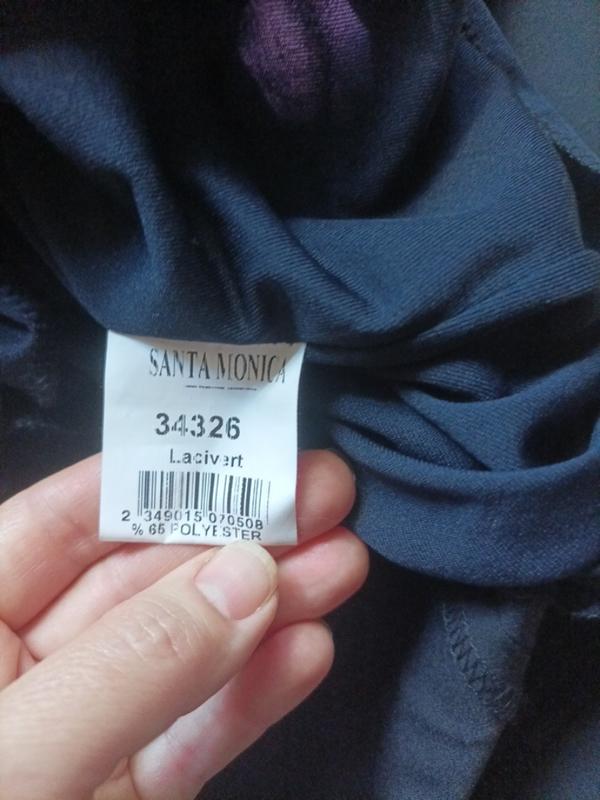 SANTA MONICA
34326
Lacivert
2 349015 070508
% 65 POLYESTER